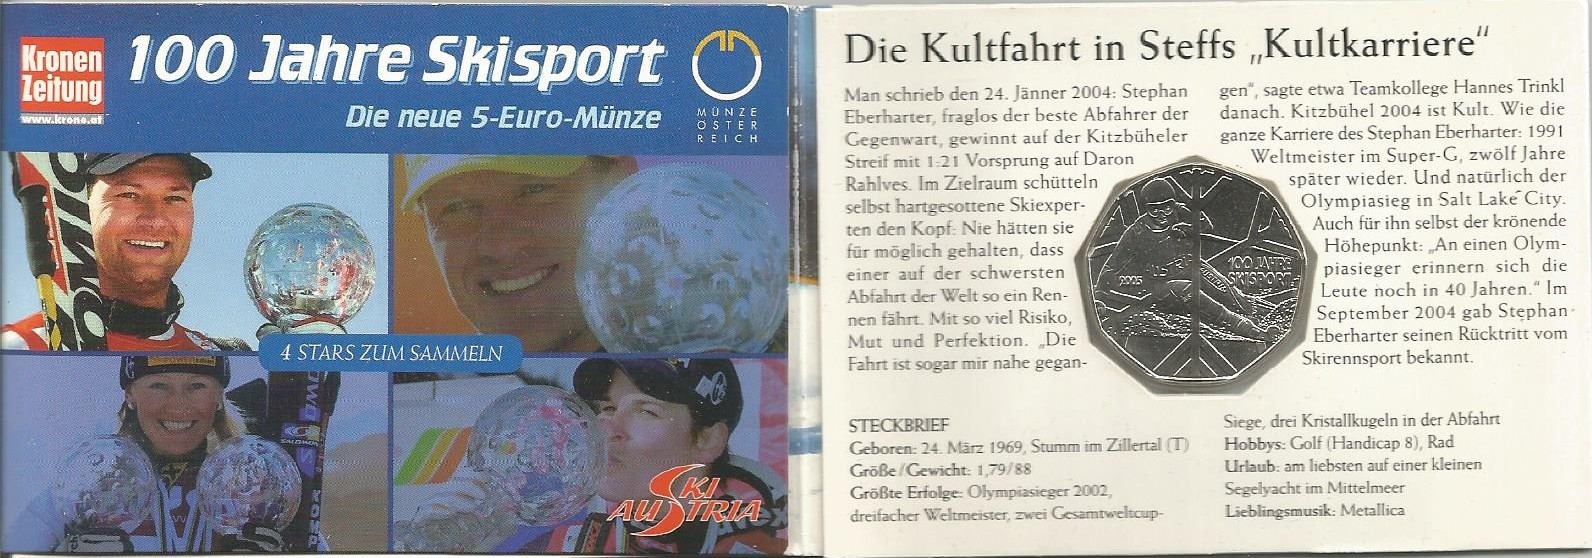 Kronen
Zeitung
www.krone.at
100 Jahre Skisport
Die neue 5-Euro-Münze
MÜNZE
ÖSTER
REICH
4 STARS ZUM SAMMELN
SKI
AUSTRIA
Die Kultfahrt in Steffs „Kultkarriere"
Man schrieb den 24. Jänner 2004: Stephan
Eberharter, fraglos der beste Abfahrer der
Gegenwart, gewinnt auf der Kitzbüheler
Streif mit 1·21 Vorsprung auf Daron
Rahlves. Im Zielraum schütteln
selbst hartgesottene Skiexper-
ten den Kopf: Nie hätten sie
für möglich gehalten, dass
einer auf der schwersten
Abfahrt der Welt so ein Ren-
nen fährt. Mit so viel Risiko,
Mut und Perfektion. „Die
Fahrt ist sogar mir nahe gegan-
gen", sagte etwa Teamkollege Hannes Trinkl
danach. Kitzbühel 2004 ist Kult. Wie die
ganze Karriere des Stephan Eberharter: 1991
Weltmeister im Super-G, zwölf Jahre
später wieder. Und natürlich der
Olympiasieg in Salt Lake City.
Auch für ihn selbst der krönende
Höhepunkt: „An einen Olym-
piasieger erinnern sich die
Leute noch in 40 Jahren." Im
September 2004 gab Stephan
Eberharter seinen Rücktritt vom
Skirennsport bekannt.
2005
AUSTRIA
100 JAHRE
SKISPORT
STECKBRIEF
Geboren: 24. März 1969, Stumm im Zillertal (T)
Größe/Gewicht: 1,79/88
Größte Erfolge: Olympiasieger 2002,
dreifacher Weltmeister, zwei Gesamtweltcup-
Siege, drei Kristallkugeln in der Abfahrt
Hobbys: Golf (Handicap 8), Rad
Urlaub: am liebsten auf einer kleinen
Segelyacht im Mittelmeer
Lieblingsmusik: Metallica